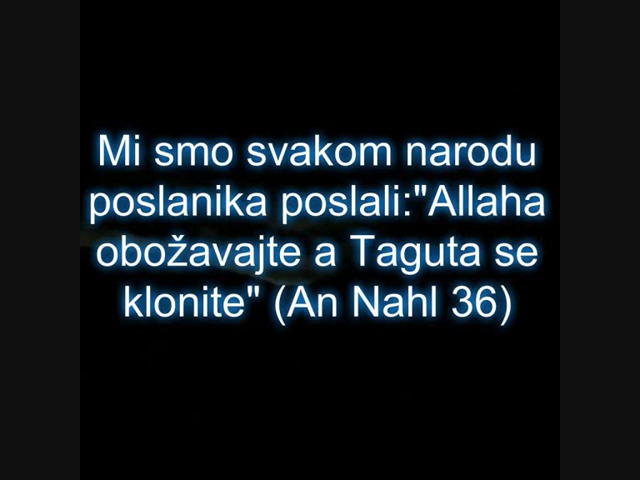 Mi smo svakom narodu
poslanika poslali:"Allaha
obožavajte a Taguta se
klonite" (An Nahl 36)